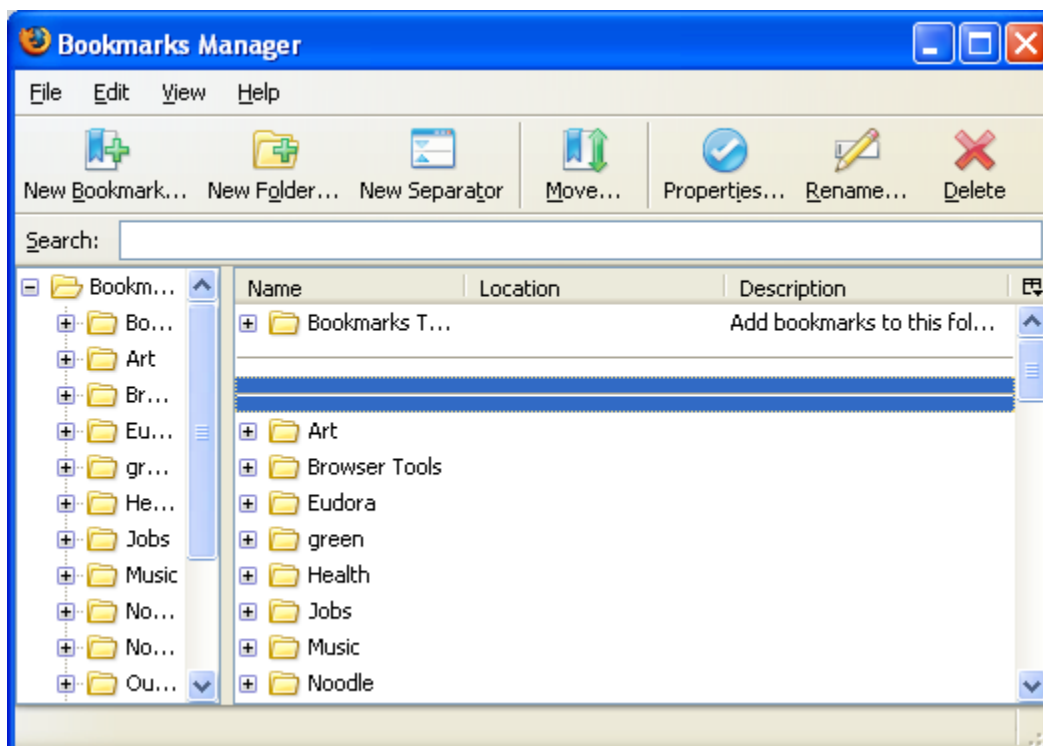 Bookmarks Manager
File Edit View Help
New Bookmark... New Folder... New Separator Move... Properties... Rename... Delete
Search:
Bookm... Name Location Description
Bo... Bookmarks T... Add bookmarks to this fol...
Art
Br...
Eu... Art
gr... Browser Tools
He... Eudora
Jobs green
Music Health
No... Jobs
No... Music
Ou... Noodle